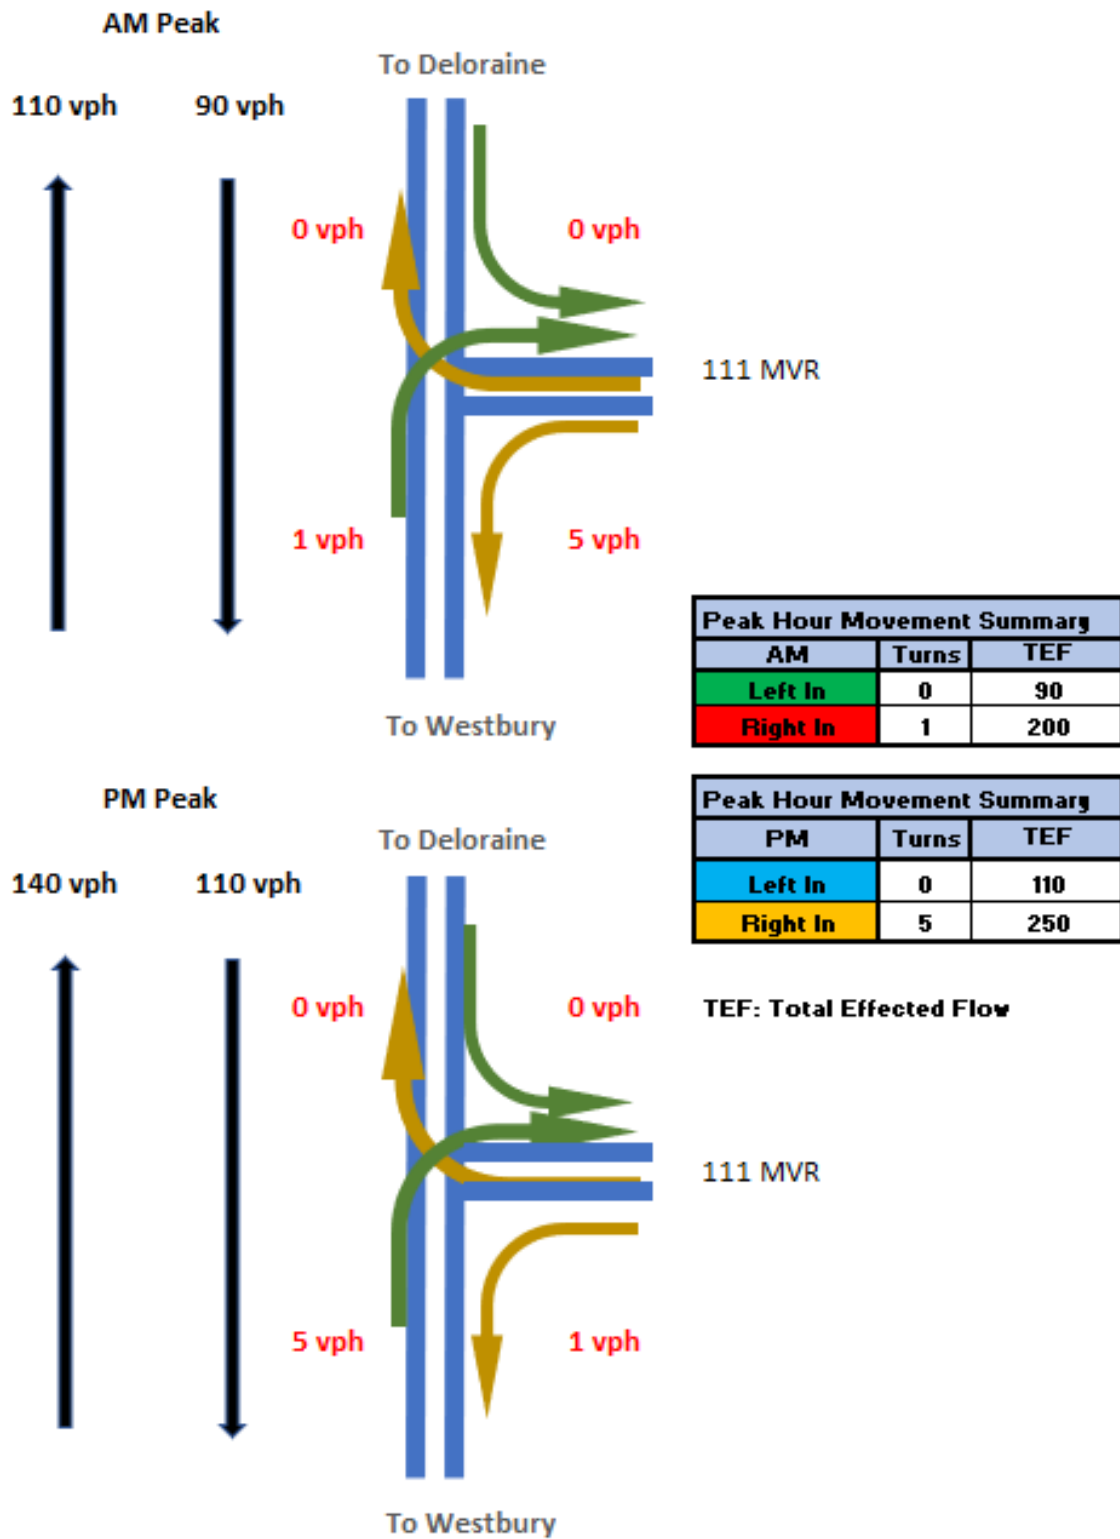 AM Peak
To Deloraine
110 vph 90 vph
0 vph 0 vph
111 MVR
1 vph 5 vph
To Westbury
Peak Hour Movement Summary
AM Turns TEF
Left In 0 90
Right In 1 200
PM Peak
To Deloraine
140 vph 110 vph
Peak Hour Movement Summary
PM Turns TEF
Left In 0 110
Right In 5 250
0 vph 0 vph
TEF: Total Effected Flow
111 MVR
5 vph 1 vph
To Westbury